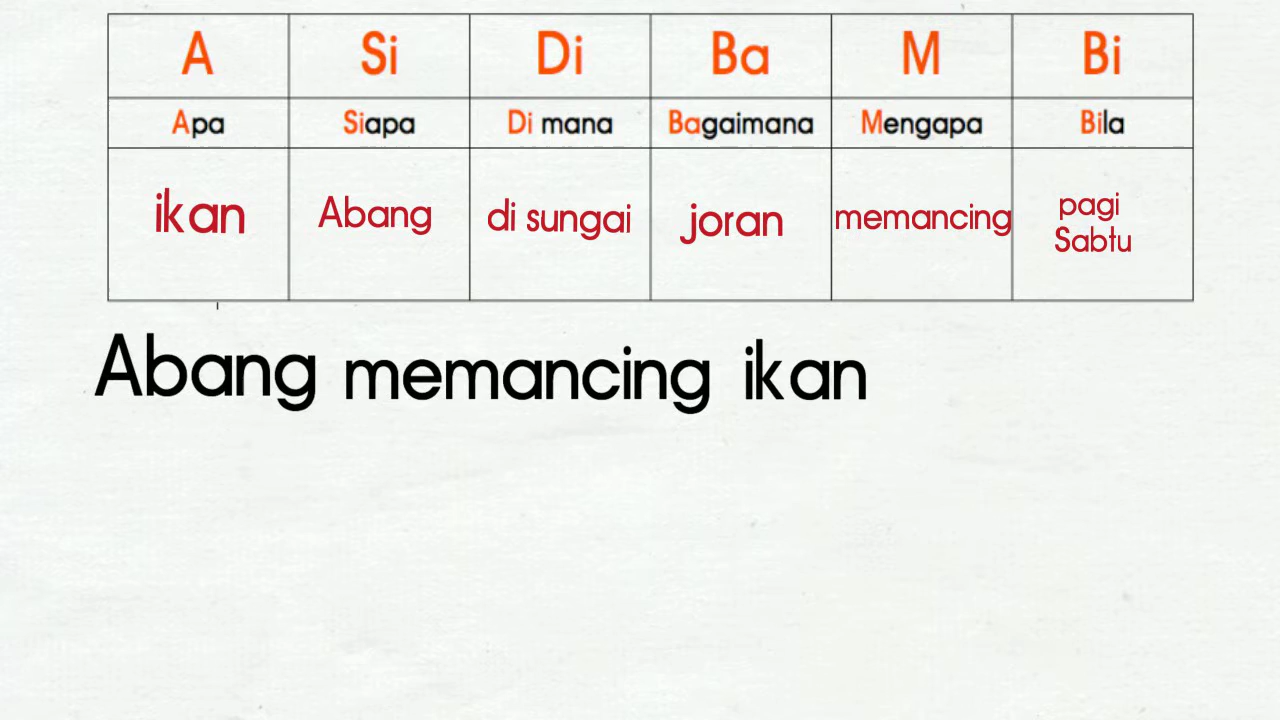 A Si Di Ba M Bi
Apa Siapa Di mana Bagaimana Mengapa Bila
ikan Abang di sungai joran memancing pagi
Sabtu
Abang memancing ikan